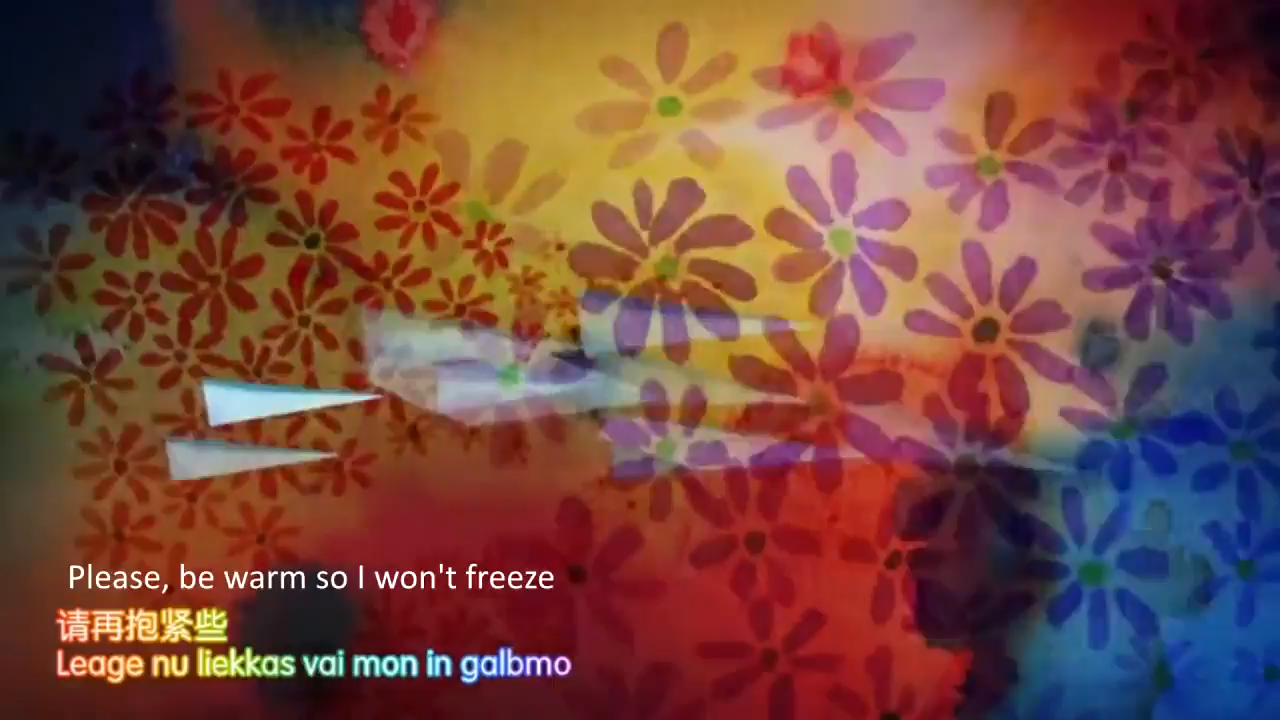 Please, be warm so I won't freeze
请再抱紧些
Leage nu liekkas vai mon in galbmo